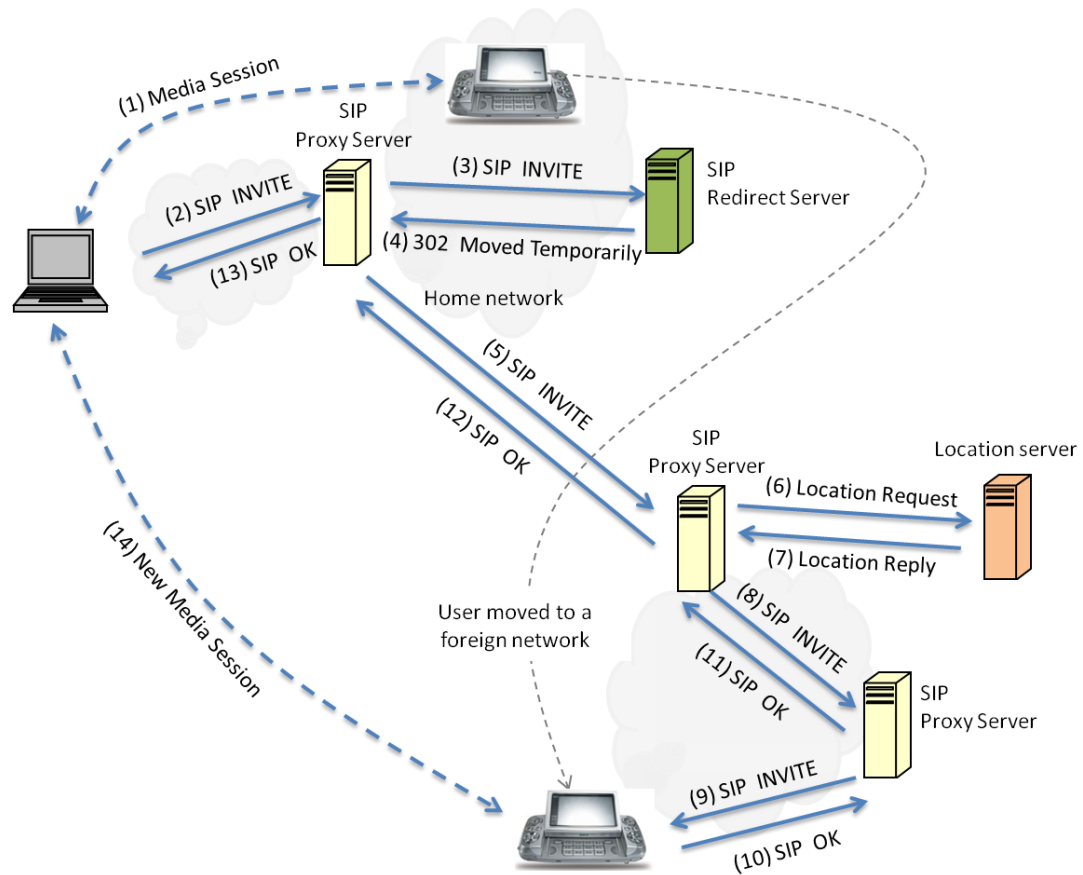 (1) Media Session
SIP
Proxy Server
(2) SIP INVITE
(3) SIP INVITE
SIP
Redirect Server
(4) 302 Moved Temporarily
(13) SIP OK
Home network
(5) SIP INVITE
(12) SIP OK
SIP
Proxy Server
Location server
(6) Location Request
(7) Location Reply
(14) New Media Session
User moved to a
foreign network
(8) SIP INVITE
(11) SIP OK
SIP
Proxy Server
(9) SIP INVITE
(10) SIP OK